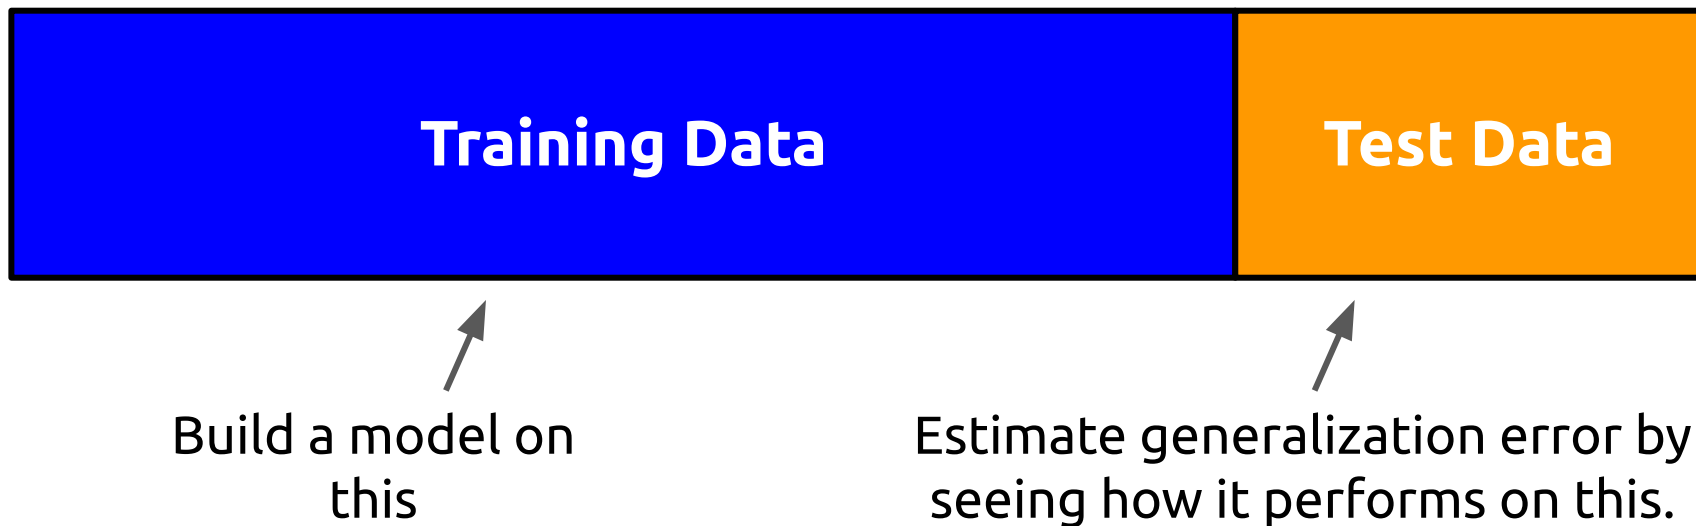 Training Data
Test Data
Build a model on
this
Estimate generalization error by
seeing how it performs on this.